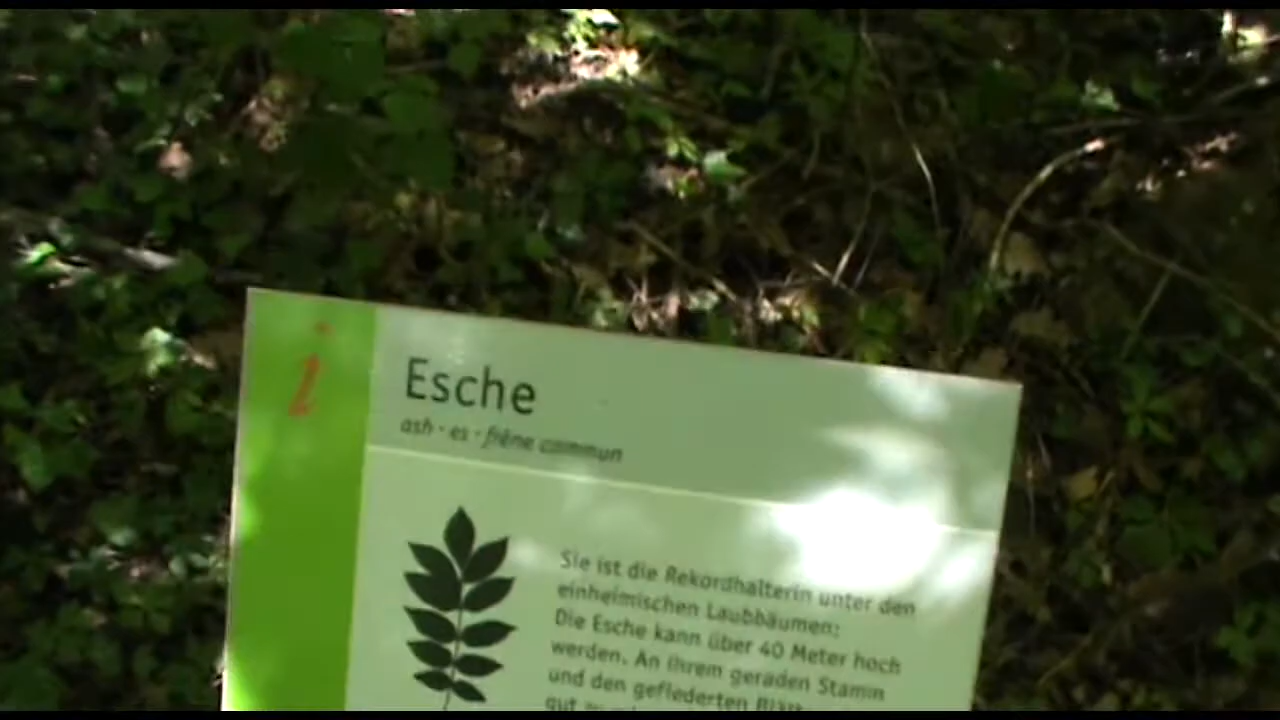 i
Esche
ash · es · frêne commun
Sie ist die Rekordhalterin unter den
einheimischen Laubbäumen:
Die Esche kann über 40 Meter hoch
werden. An ihrem geraden Stamm
und den gefiederten
gut